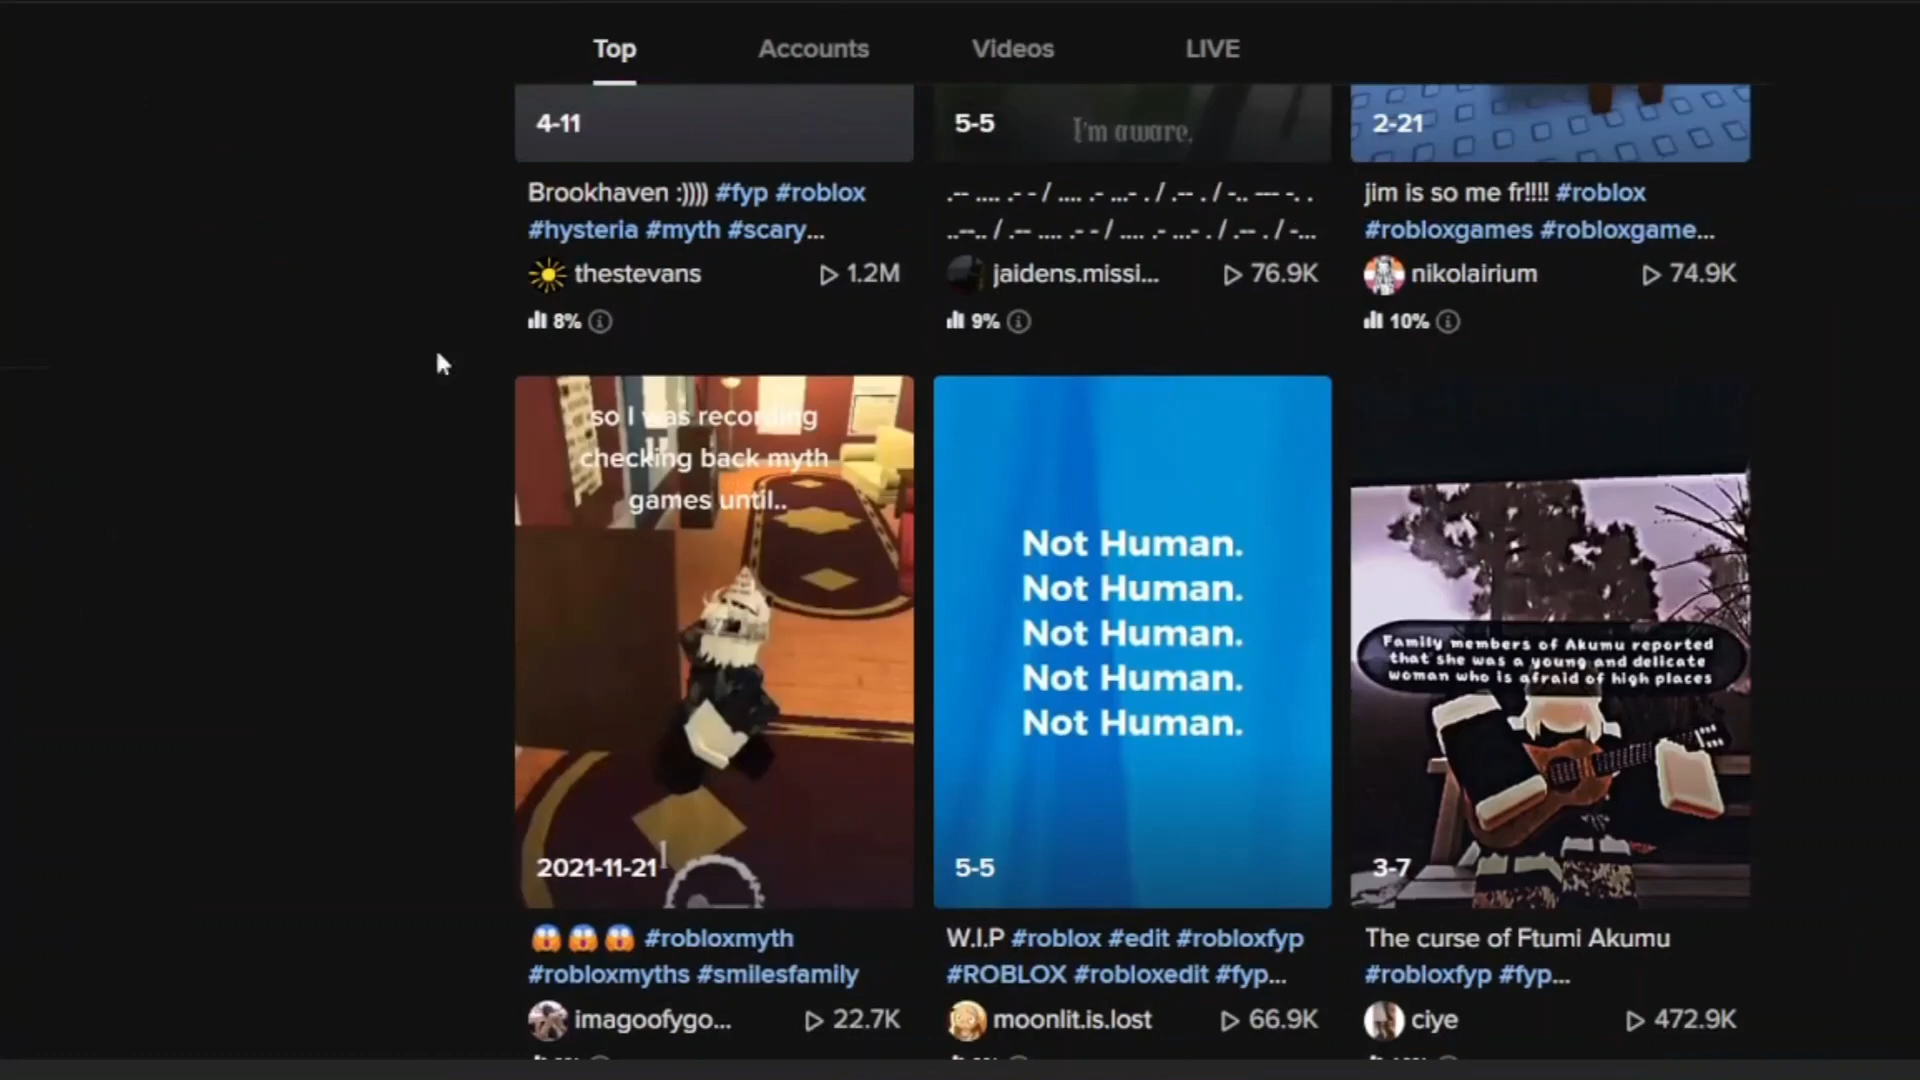 Top Accounts Videos LIVE
4-11
5-5
I'm aware.
2-21
Brookhaven :)))) #fyp #roblox
#hysteria #myth #scary...
thestevans 1.2M
8%
.-- .... .- - / .... .- ...- . / .-- . / -.. --- -. .
..--.. / .-- .... .- - / .... .- ...- . / .-- . / -...
jaidens.missi... 76.9K
9%
jim is so me fr!!!! #roblox
#robloxgames #robloxgame...
nikolairium 74.9K
10%
so I was recording
checking back myth
games until..
2021-11-21
😱😱😱 #robloxmyth
#robloxmyths #smilesfamily
imagoofygo... 22.7K
Not Human.
Not Human.
Not Human.
Not Human.
Not Human.
5-5
W.I.P #roblox #edit #robloxfyp
#ROBLOX #robloxedit #fyp...
moonlit.is.lost 66.9K
Family members of Akumu reported
that she was a young and delicate
woman who is afraid of high places
3-7
The curse of Ftumi Akumu
#robloxfyp #fyp...
ciye 472.9K